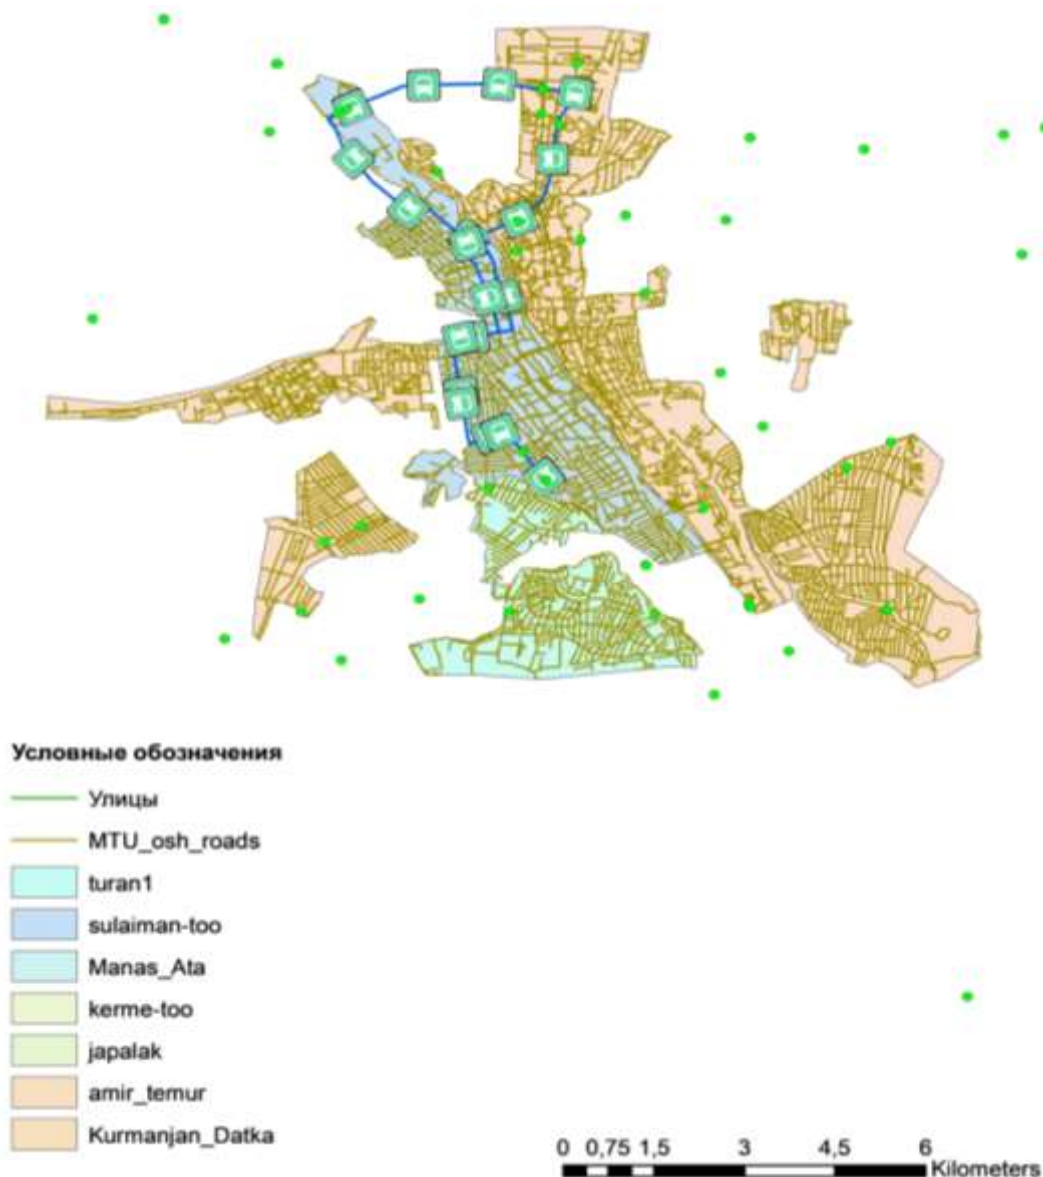 Условные обозначения
Улицы
MTU_osh_roads
turan1
sulaiman-too
Manas_Ata
kerme-too
japalak
amir_temur
Kurmanjan_Datka
0 0,75 1,5 3 4,5 6
Kilometers